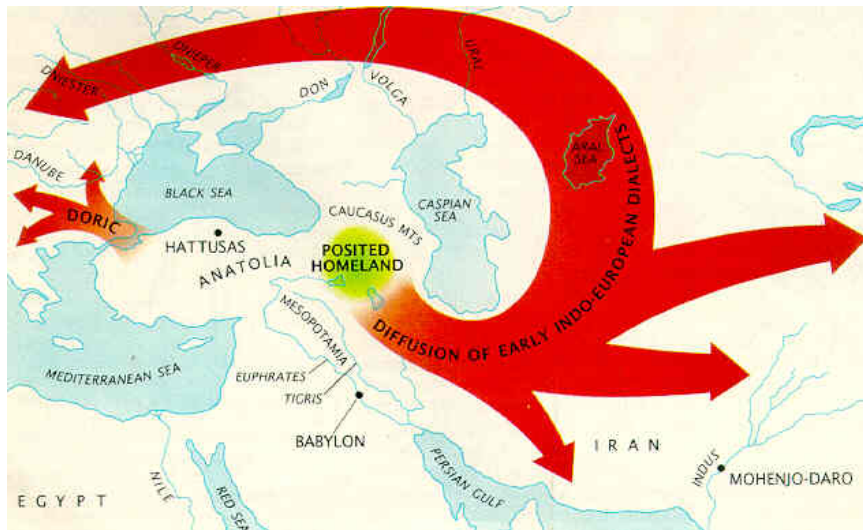 DNIEPER
DNIESTER
DON
VOLGA
URAL
ARAL
SEA
DANUBE
BLACK SEA
CASPIAN
SEA
CAUCASUS MTS
DORIC
HATTUSAS
ANATOLIA
POSITED
HOMELAND
DIFFUSION OF EARLY INDO-EUROPEAN DIALECTS
MESOPOTAMIA
MEDITERRANEAN SEA
EUPHRATES
TIGRIS
BABYLON
IRAN
PERSIAN GULF
INDUS
MOHENJO-DARO
NILE
EGYPT
RED SEA